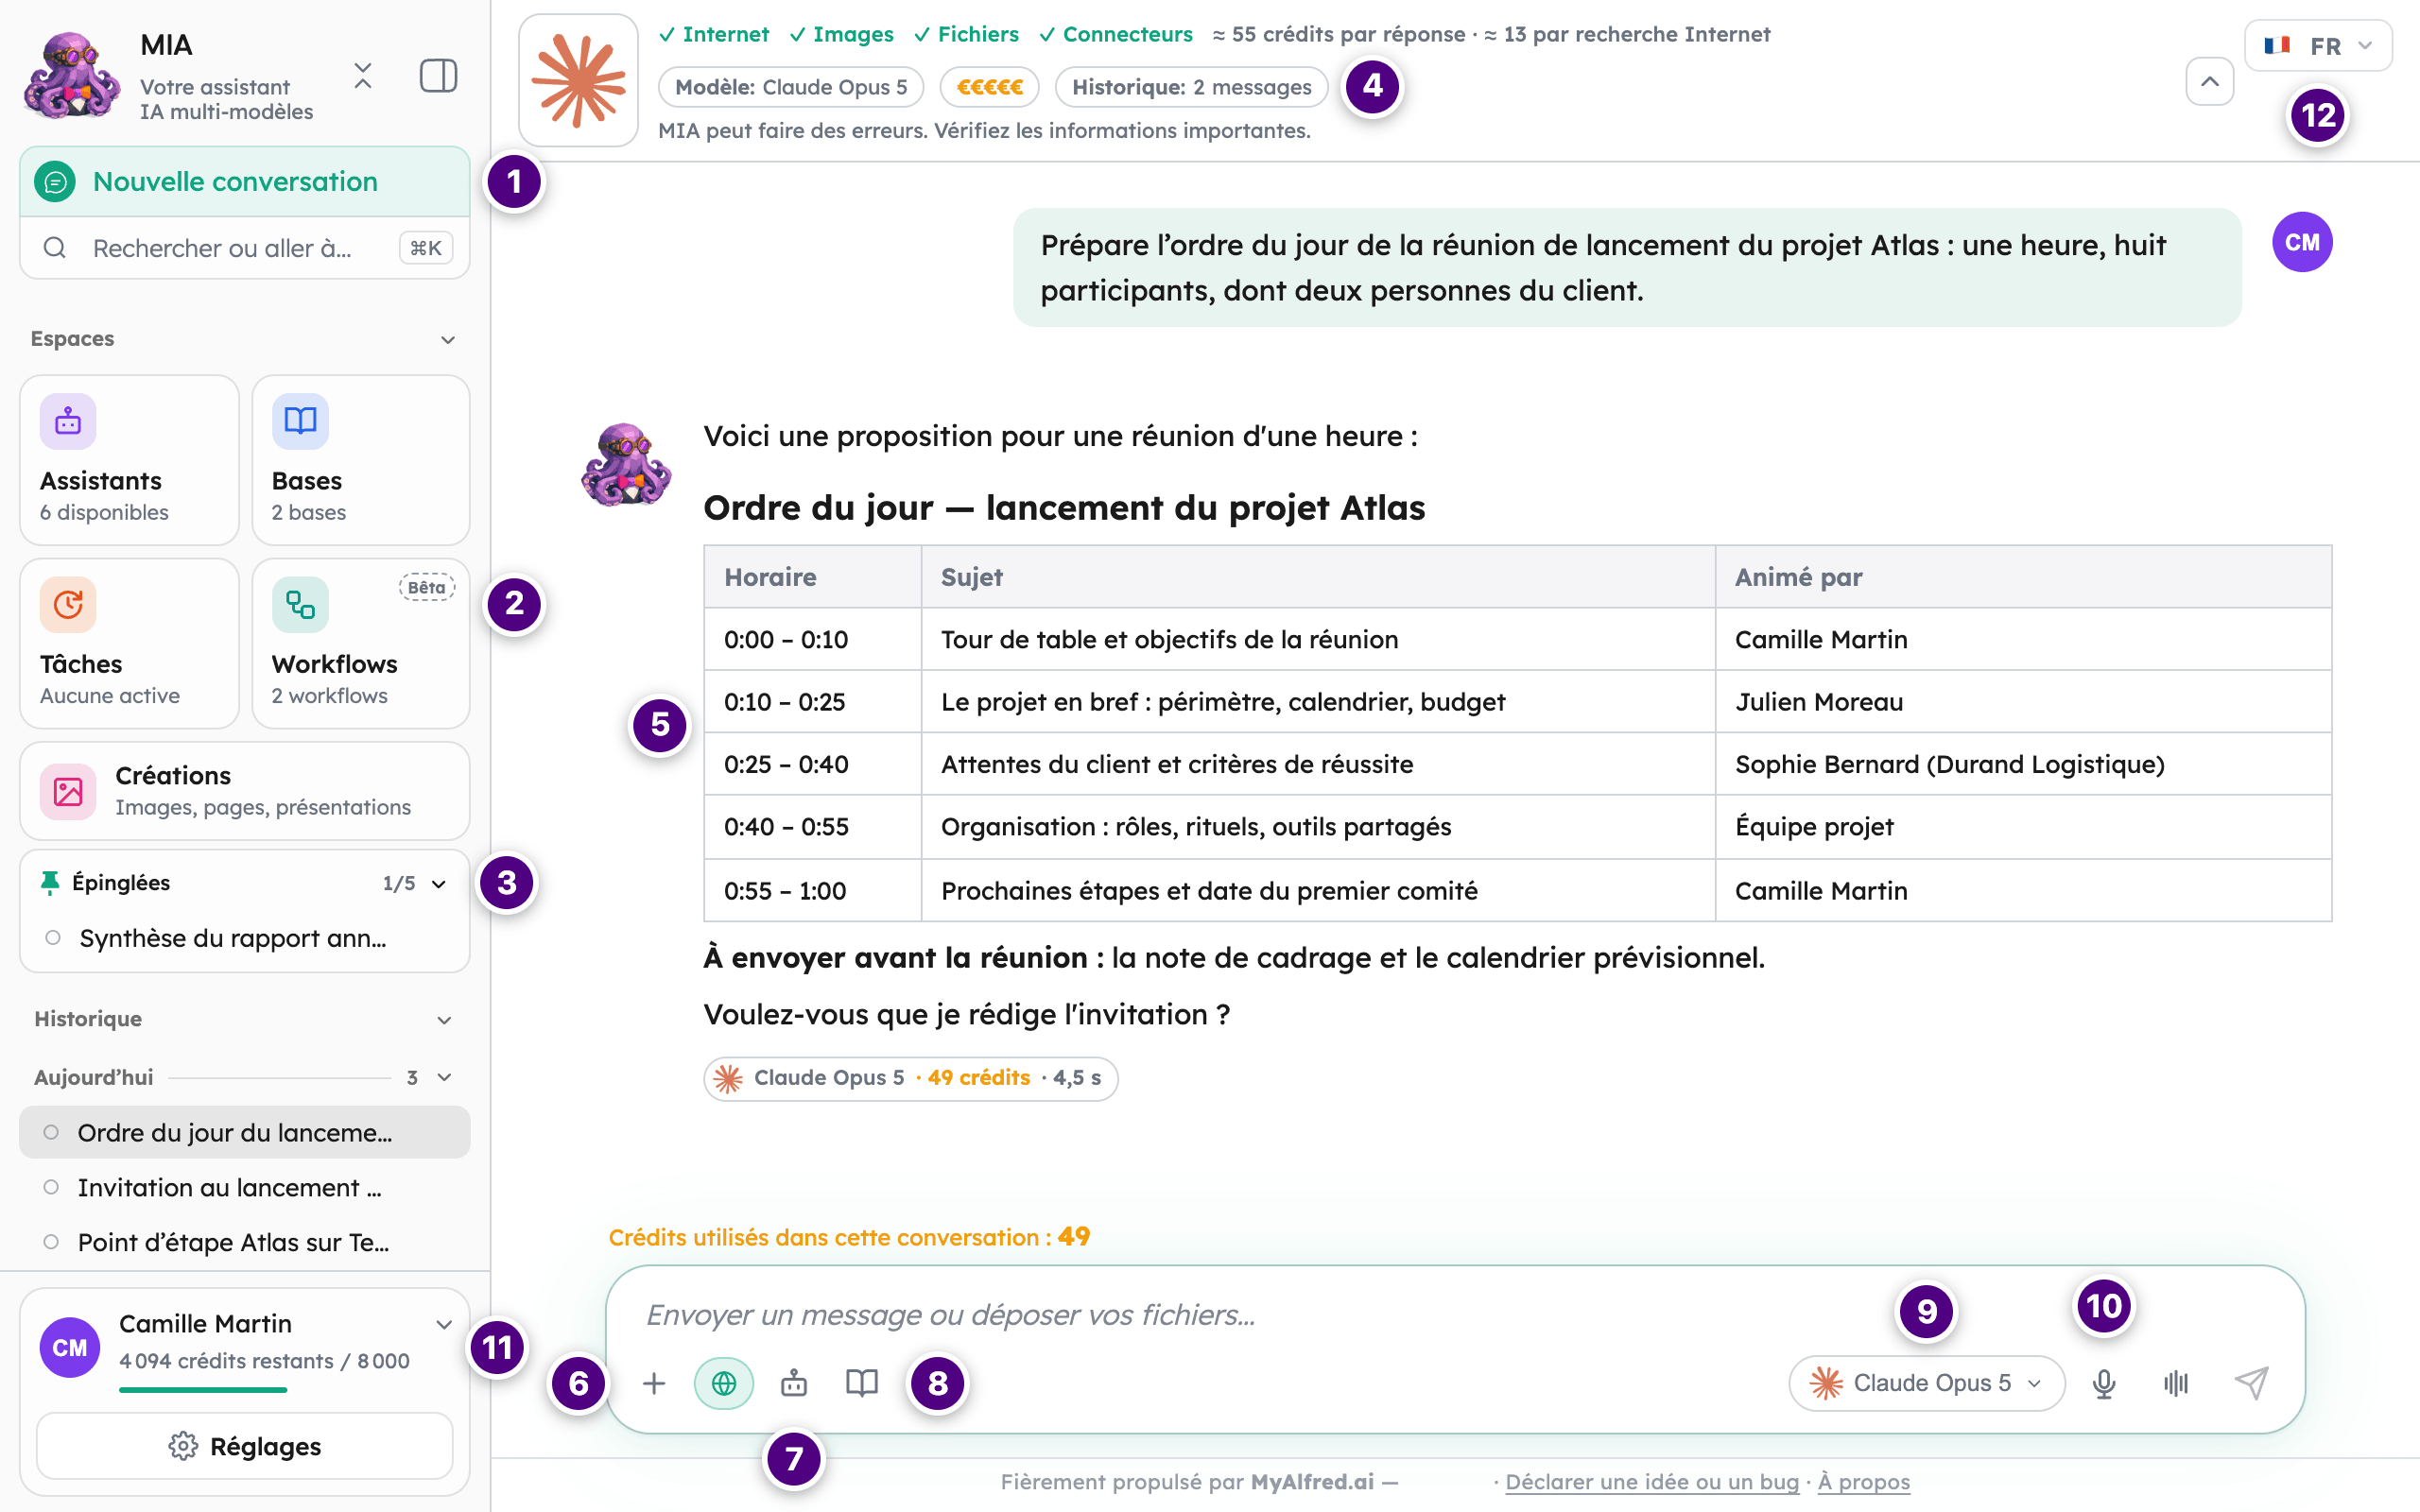 MIA
Votre assistant
IA multi-modèles
Nouvelle conversation
Rechercher ou aller à...
⌘K
1
Espaces
Assistants
6 disponibles
Bases
2 bases
Tâches
Aucune active
Bêta
Workflows
2 workflows
2
Créations
Images, pages, présentations
Épinglées
1/5
3
Synthèse du rapport ann...
Historique
Aujourd’hui
3
Ordre du jour du lanceme...
Invitation au lancement ...
Point d’étape Atlas sur Te...
CM
Camille Martin
4 094 crédits restants / 8 000
11
Réglages
✓ Internet ✓ Images ✓ Fichiers ✓ Connecteurs ≈ 55 crédits par réponse · ≈ 13 par recherche Internet
Modèle: Claude Opus 5
€€€€€
Historique: 2 messages
4
MIA peut faire des erreurs. Vérifiez les informations importantes.
FR
12
Prépare l’ordre du jour de la réunion de lancement du projet Atlas : une heure, huit
participants, dont deux personnes du client.
CM
Voici une proposition pour une réunion d'une heure :
Ordre du jour — lancement du projet Atlas
Horaire Sujet Animé par
0:00 – 0:10 Tour de table et objectifs de la réunion Camille Martin
0:10 – 0:25 Le projet en bref : périmètre, calendrier, budget Julien Moreau
5
0:25 – 0:40 Attentes du client et critères de réussite Sophie Bernard (Durand Logistique)
0:40 – 0:55 Organisation : rôles, rituels, outils partagés Équipe projet
0:55 – 1:00 Prochaines étapes et date du premier comité Camille Martin
À envoyer avant la réunion : la note de cadrage et le calendrier prévisionnel.
Voulez-vous que je rédige l'invitation ?
Claude Opus 5 · 49 crédits · 4,5 s
Crédits utilisés dans cette conversation : 49
Envoyer un message ou déposer vos fichiers...
9
10
6
8
Claude Opus 5
7
Fièrement propulsé par MyAlfred.ai — · Déclarer une idée ou un bug · À propos